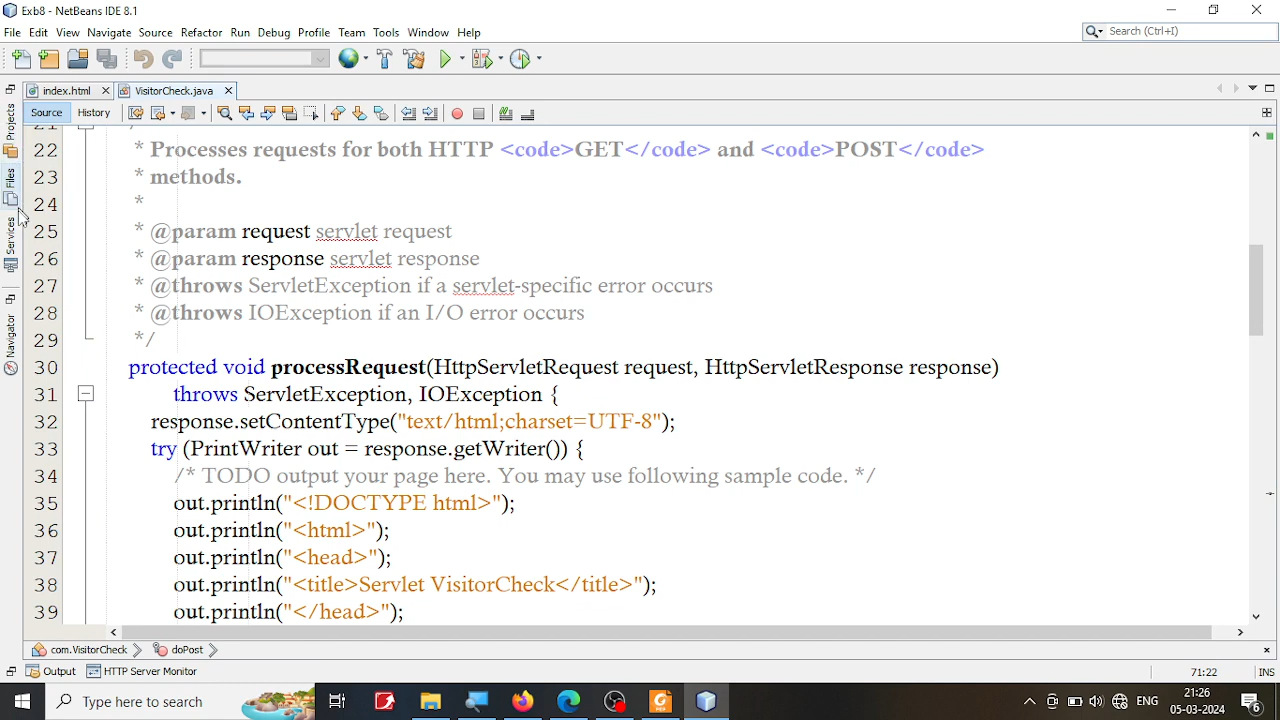 Exb8 - NetBeans IDE 8.1
File Edit View Navigate Source Refactor Run Debug Profile Team Tools Window Help
Search (Ctrl+I)
index.html
VisitorCheck.java
Source History
Projects
Files
Services
Navigator
22 * Processes requests for both HTTP <code>GET</code> and <code>POST</code>
23 * methods.
24 *
25 * @param request servlet request
26 * @param response servlet response
27 * @throws ServletException if a servlet-specific error occurs
28 * @throws IOException if an I/O error occurs
29 */
30 protected void processRequest(HttpServletRequest request, HttpServletResponse response)
31 throws ServletException, IOException {
32 response.setContentType("text/html;charset=UTF-8");
33 try (PrintWriter out = response.getWriter()) {
34 /* TODO output your page here. You may use following sample code. */
35 out.println("<!DOCTYPE html>");
36 out.println("<html>");
37 out.println("<head>");
38 out.println("<title>Servlet VisitorCheck</title>");
39 out.println("</head>");
com.VisitorCheck doPost
Output HTTP Server Monitor
71:22 INS
Type here to search
ENG
21:26
05-03-2024
6